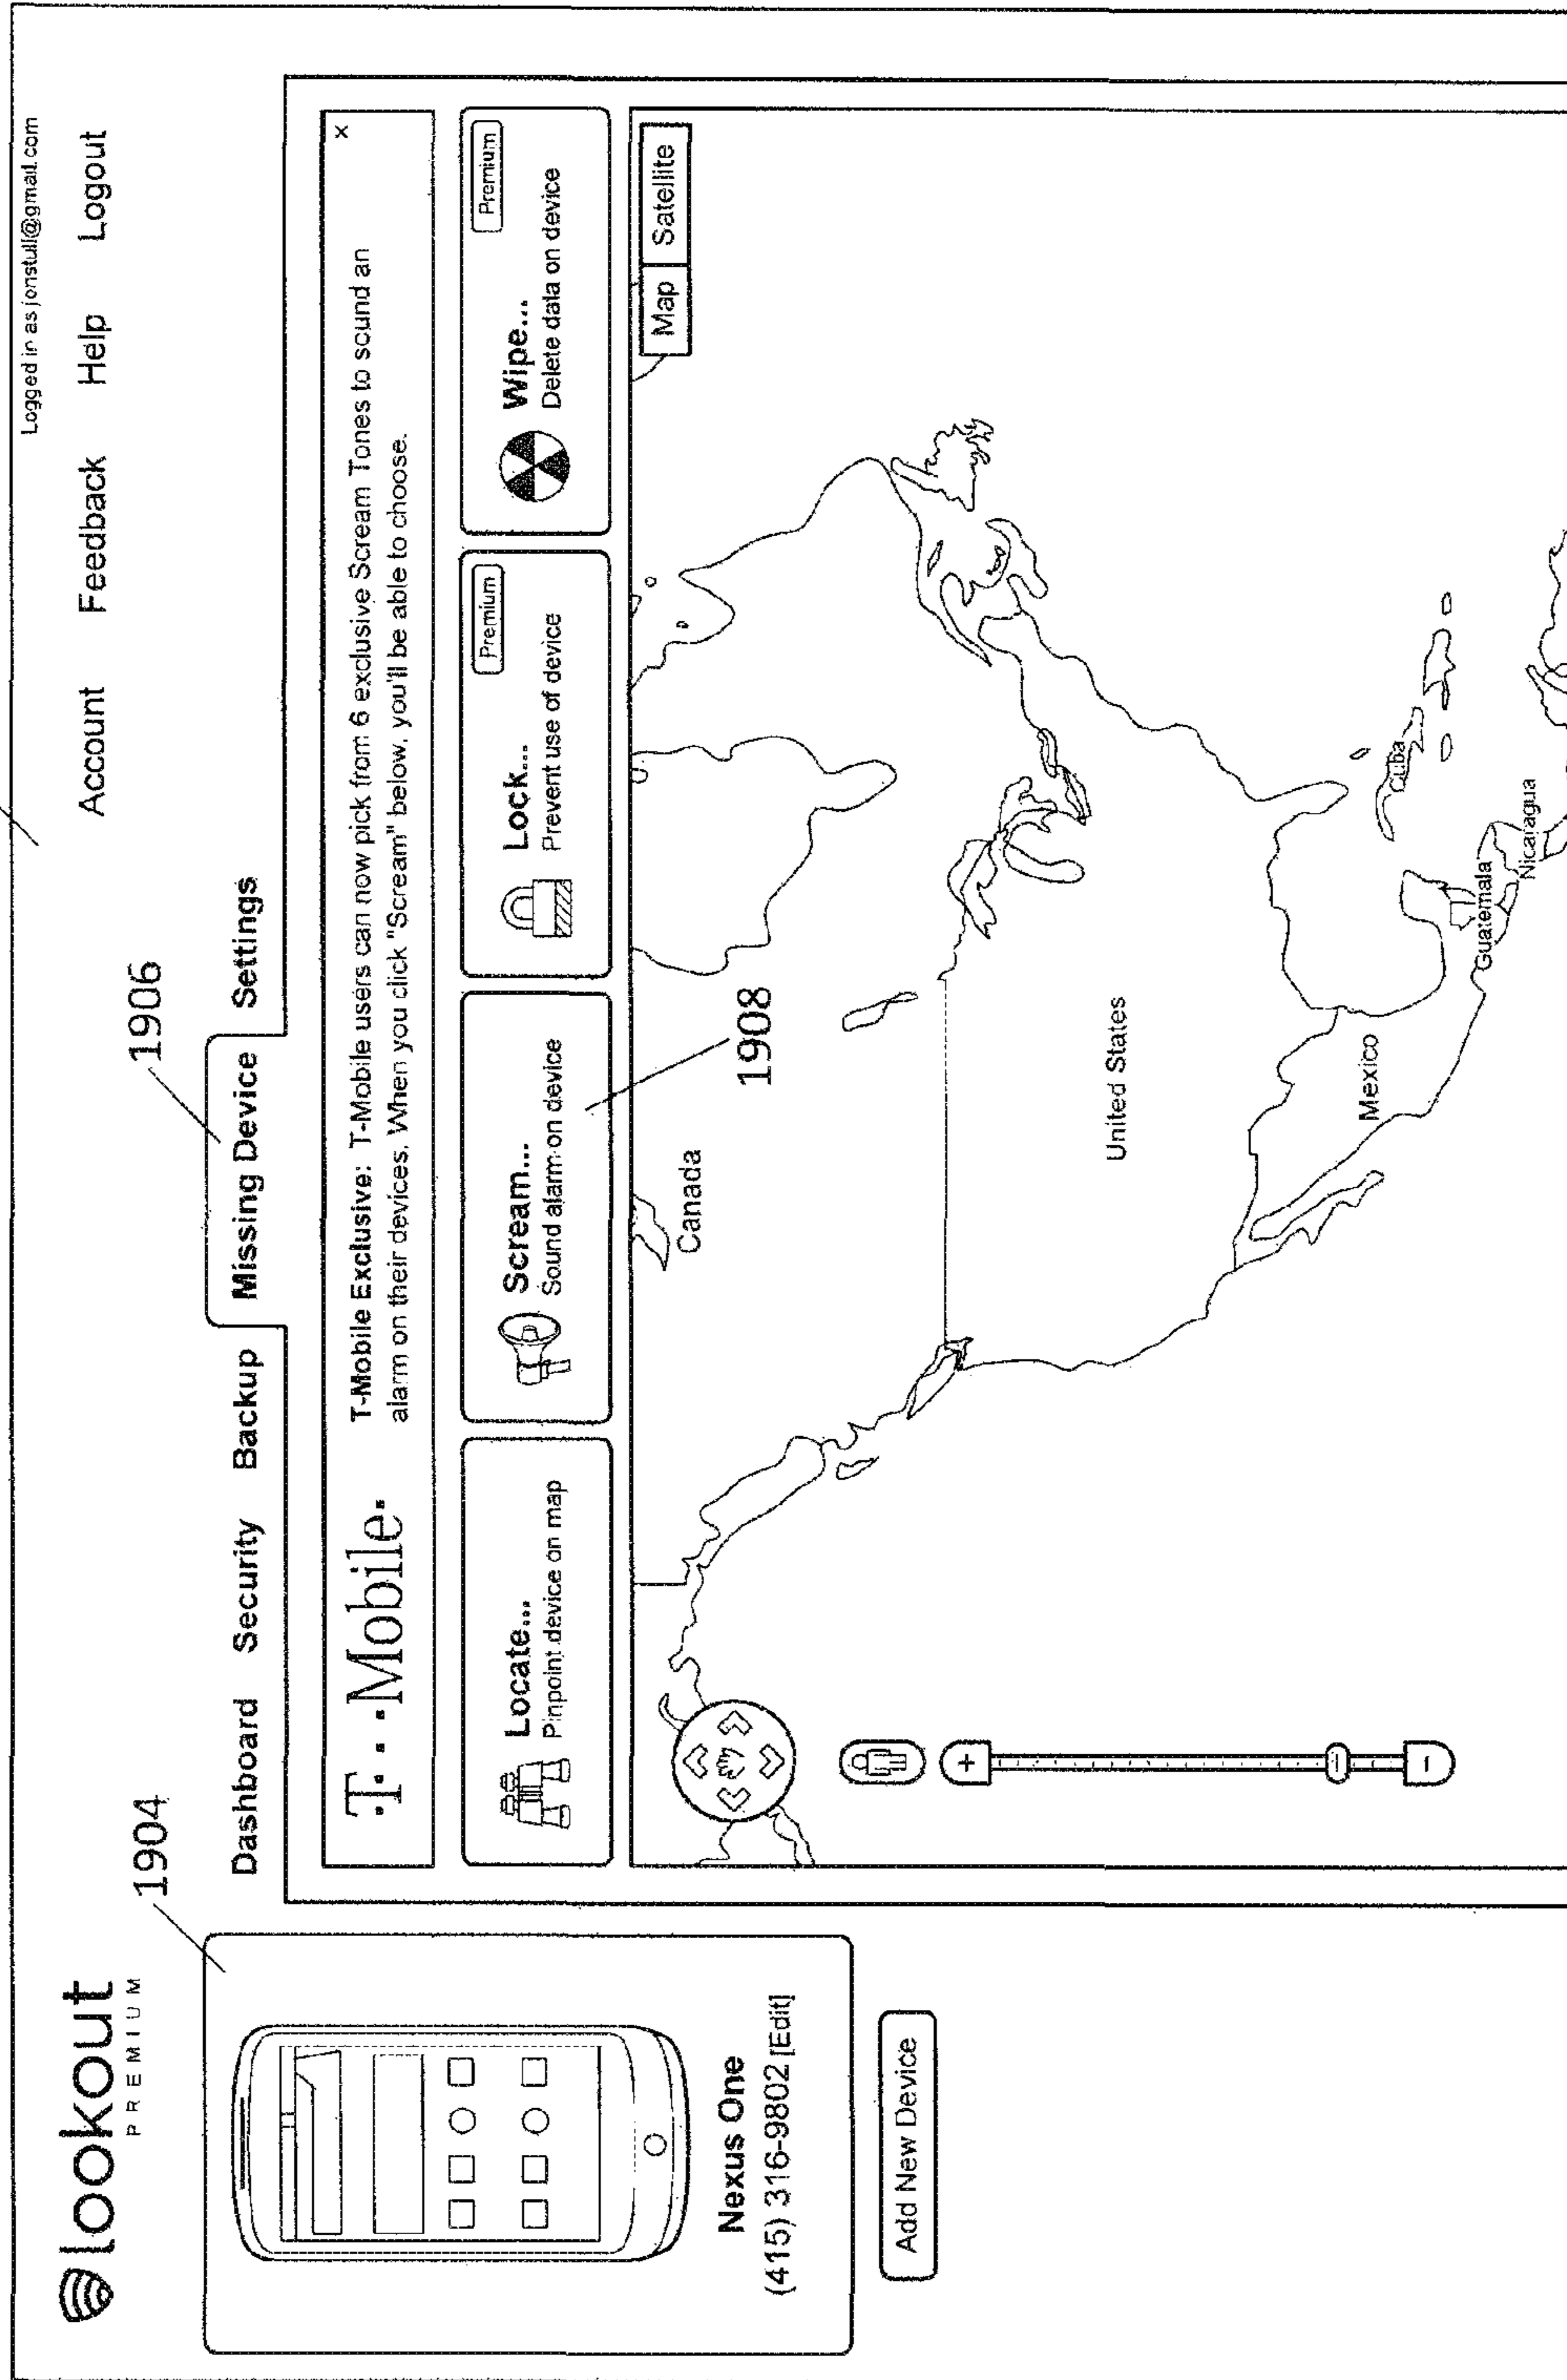 Logged in as jonstull@gmail.com
lookout
PREMIUM
Account Feedback Help Logout
1904
1906
Dashboard Security Backup Missing Device Settings
T··Mobile·
T-Mobile Exclusive: T-Mobile users can now pick from 6 exclusive Scream Tones to sound an
alarm on their devices. When you click "Scream" below, you'll be able to choose.
x
Locate...
Pinpoint device on map
Scream...
Sound alarm on device
Lock...
Prevent use of device
Premium
Wipe...
Delete data on device
Premium
Nexus One
(415) 316-9802 [Edit]
Add New Device
Map Satellite
Canada
1908
United States
Mexico
Cuba
Guatemala
Nicaragua
+
−